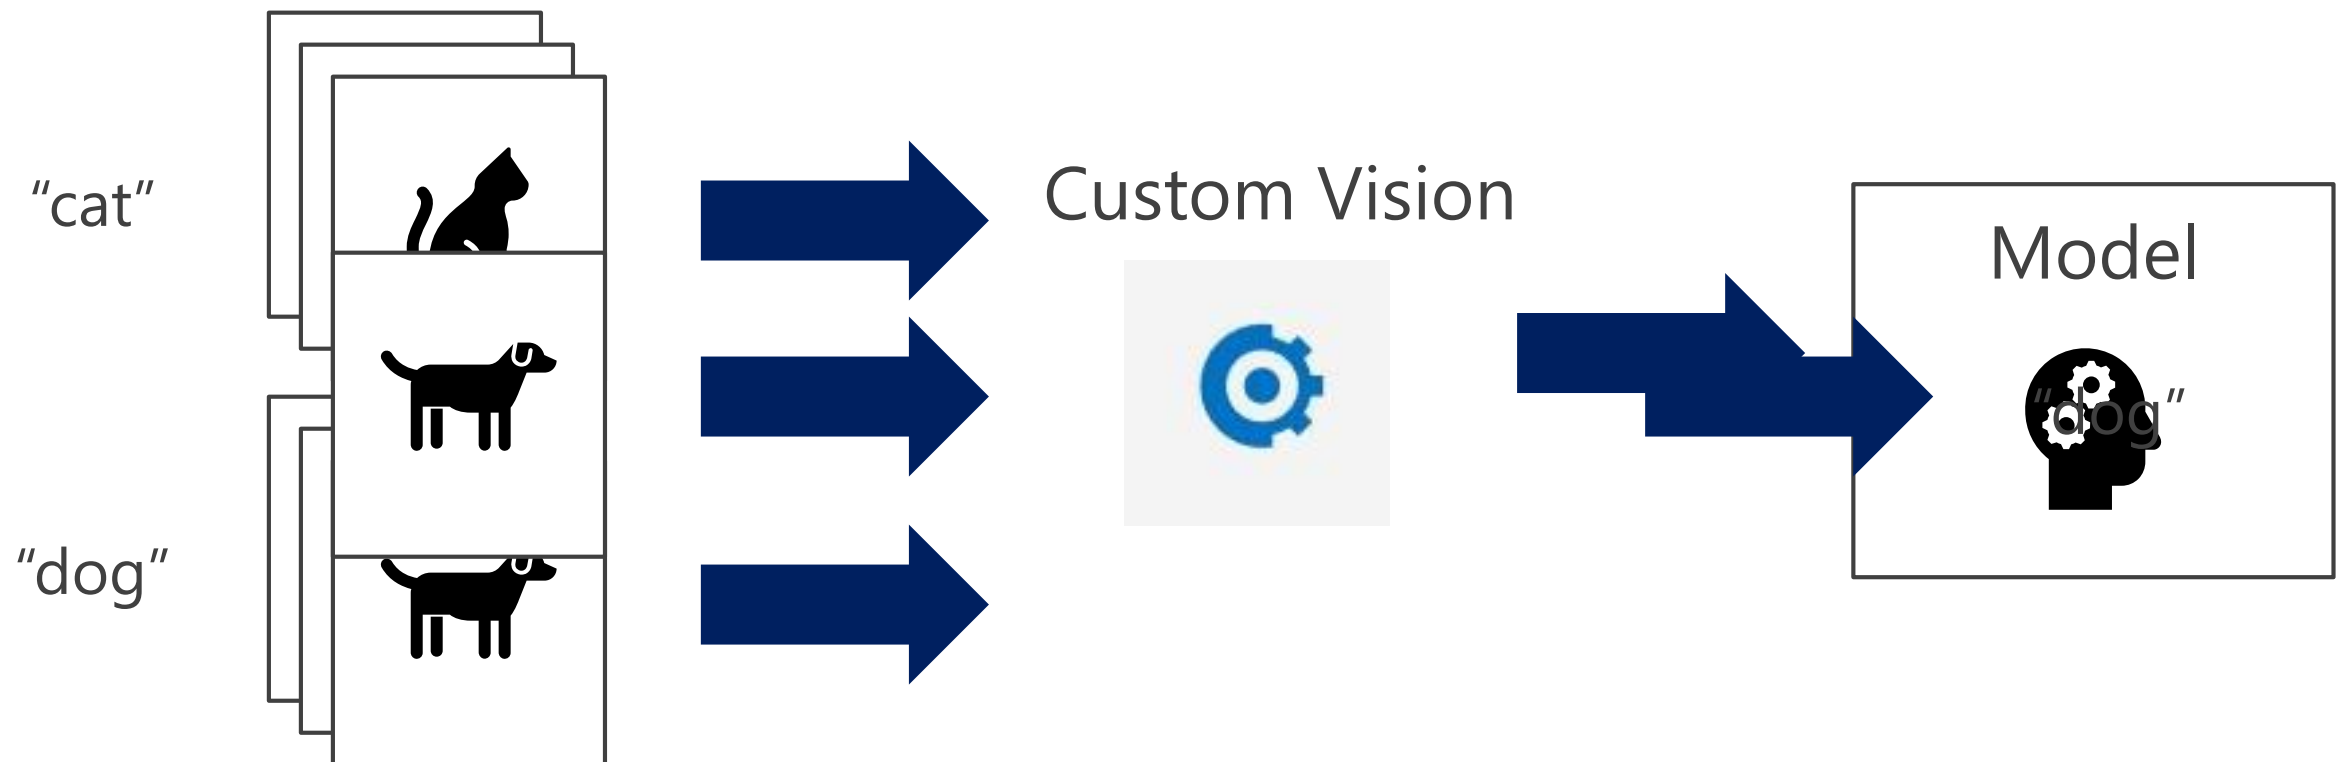 “cat”
“dog”
Custom Vision
Model
“dog”